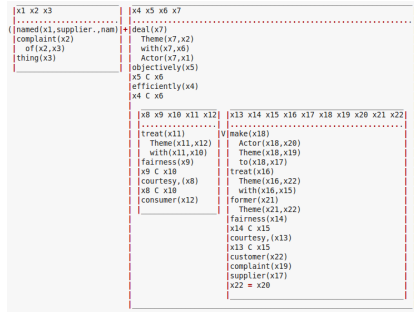 x1 x2 x3
x4 x5 x6 x7
(
named(x1,supplier.,nam)
+
deal(x7)
complaint(x2)
Theme(x7,x2)
of(x2,x3)
with(x7,x6)
thing(x3)
Actor(x7,x1)
objectively(x5)
x5 C x6
efficiently(x4)
x4 C x6
x8 x9 x10 x11 x12
x13 x14 x15 x16 x17 x18 x19 x20 x21 x22
treat(x11)
V
make(x18)
Theme(x11,x12)
Actor(x18,x20)
with(x11,x10)
Theme(x18,x19)
fairness(x9)
to(x18,x17)
x9 C x10
treat(x16)
courtesy,(x8)
Theme(x16,x22)
x8 C x10
with(x16,x15)
consumer(x12)
former(x21)
Theme(x21,x22)
fairness(x14)
x14 C x15
courtesy,(x13)
x13 C x15
customer(x22)
complaint(x19)
supplier(x17)
x22 = x20